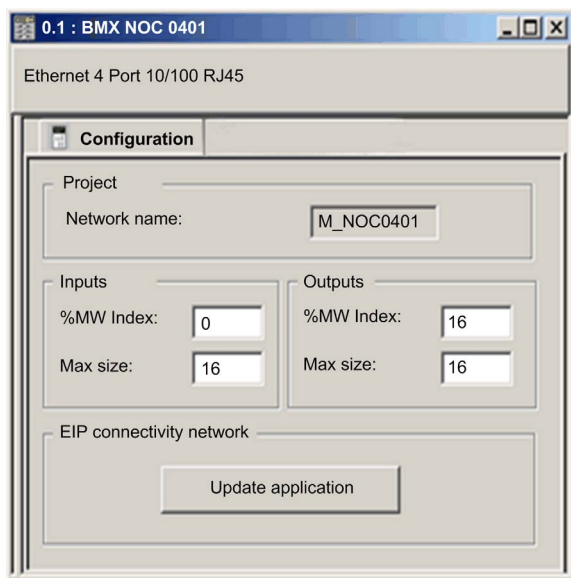 0.1 : BMX NOC 0401
Ethernet 4 Port 10/100 RJ45
Configuration
Project
Network name: M_NOC0401
Inputs
%MW Index: 0
Max size: 16
Outputs
%MW Index: 16
Max size: 16
EIP connectivity network
Update application